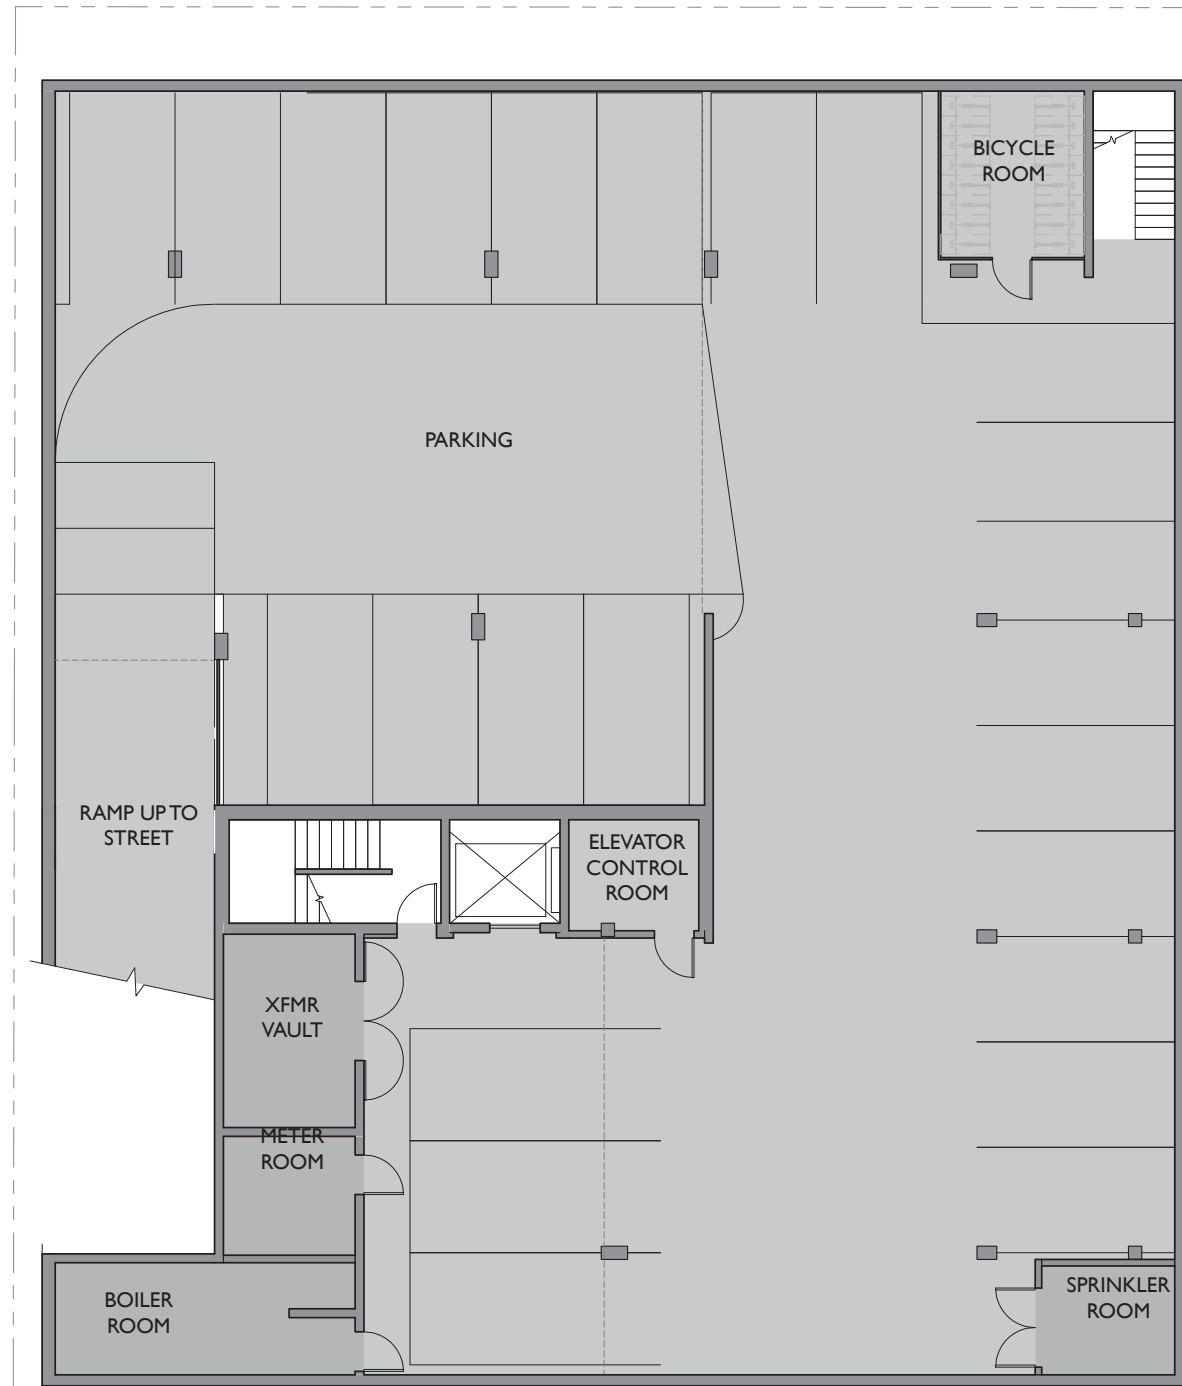 BICYCLE
ROOM
PARKING
RAMP UP TO
STREET
ELEVATOR
CONTROL
ROOM
XFMR
VAULT
METER
ROOM
BOILER
ROOM
SPRINKLER
ROOM